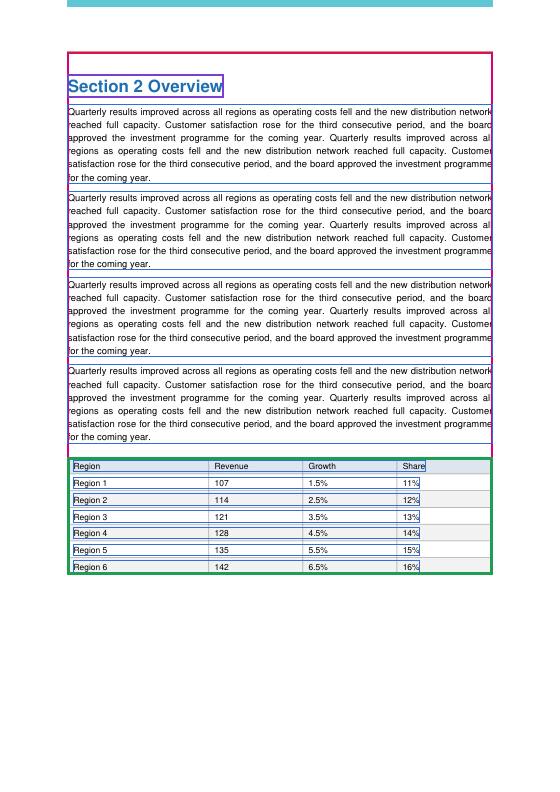 Section 2 Overview
Quarterly results improved across all regions as operating costs fell and the new distribution network
reached full capacity. Customer satisfaction rose for the third consecutive period, and the board
approved the investment programme for the coming year. Quarterly results improved across all
regions as operating costs fell and the new distribution network reached full capacity. Customer
satisfaction rose for the third consecutive period, and the board approved the investment programme
for the coming year.
Quarterly results improved across all regions as operating costs fell and the new distribution network
reached full capacity. Customer satisfaction rose for the third consecutive period, and the board
approved the investment programme for the coming year. Quarterly results improved across all
regions as operating costs fell and the new distribution network reached full capacity. Customer
satisfaction rose for the third consecutive period, and the board approved the investment programme
for the coming year.
Quarterly results improved across all regions as operating costs fell and the new distribution network
reached full capacity. Customer satisfaction rose for the third consecutive period, and the board
approved the investment programme for the coming year. Quarterly results improved across all
regions as operating costs fell and the new distribution network reached full capacity. Customer
satisfaction rose for the third consecutive period, and the board approved the investment programme
for the coming year.
Quarterly results improved across all regions as operating costs fell and the new distribution network
reached full capacity. Customer satisfaction rose for the third consecutive period, and the board
approved the investment programme for the coming year. Quarterly results improved across all
regions as operating costs fell and the new distribution network reached full capacity. Customer
satisfaction rose for the third consecutive period, and the board approved the investment programme
for the coming year.
Region Revenue Growth Share
Region 1 107 1.5% 11%
Region 2 114 2.5% 12%
Region 3 121 3.5% 13%
Region 4 128 4.5% 14%
Region 5 135 5.5% 15%
Region 6 142 6.5% 16%